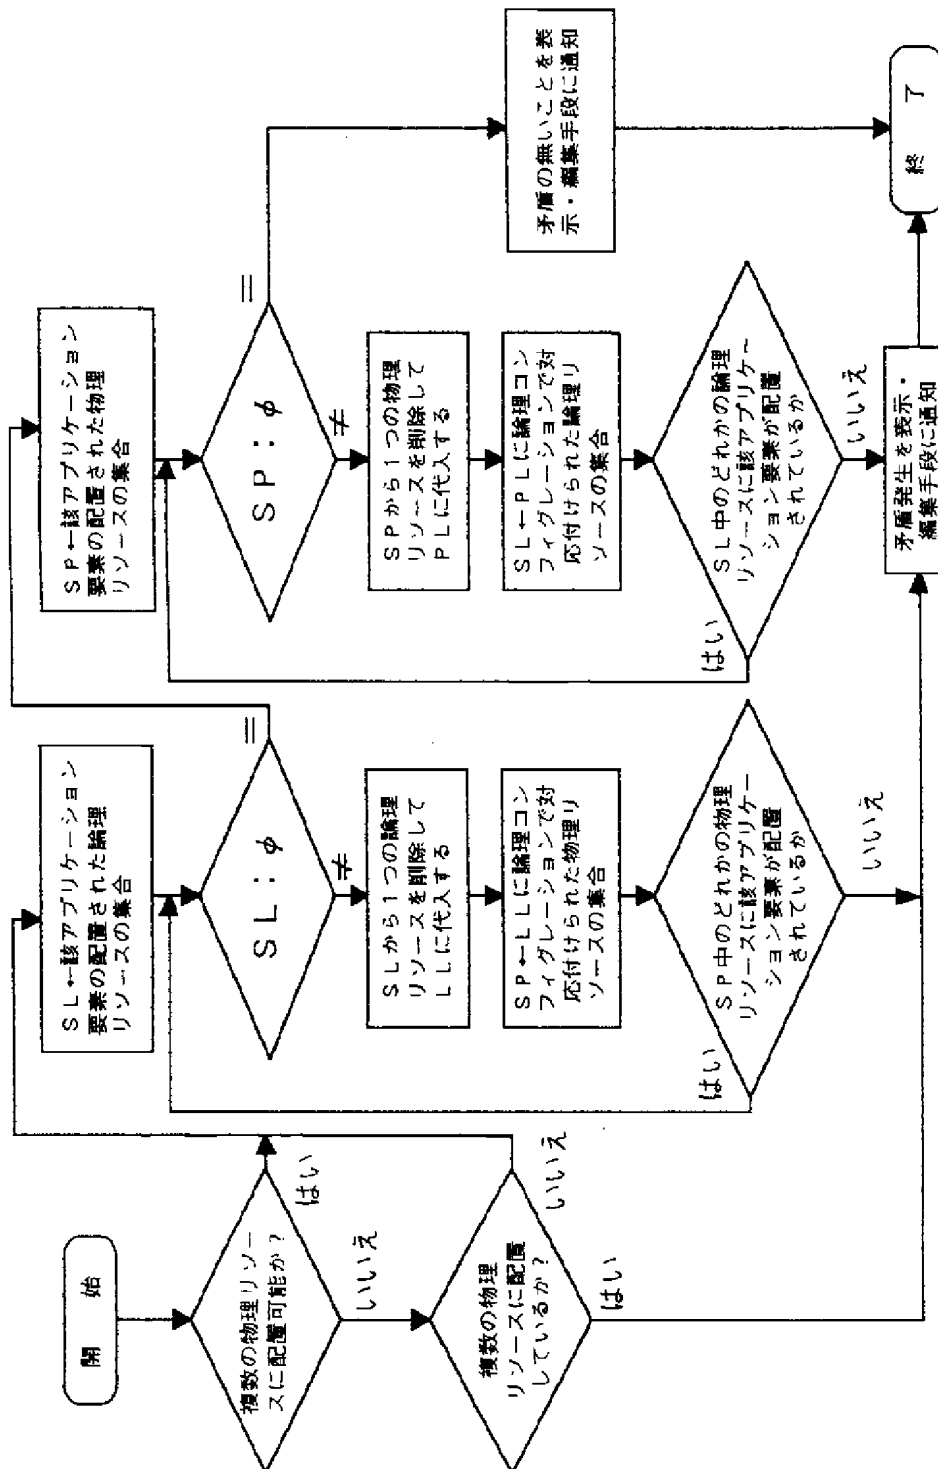 開　始
複数の物理リソー
スに配置可能か？
はい
いいえ
複数の物理
リソースに配置
しているか？
いいえ
はい
ＳＬ←該アプリケーション
要素の配置された論理
リソースの集合
ＳＬ：φ
＝
≠
ＳＬから１つの論理
リソースを削除して
ＬＬに代入する
ＳＰ←ＬＬに論理コン
フィグレーションで対
応付けられた物理リ
ソースの集合
ＳＰ中のどれかの物理
リソースに該アプリケー
ション要素が配置
されているか
はい
いいえ
ＳＰ←該アプリケーション
要素の配置された物理
リソースの集合
ＳＰ：φ
＝
≠
ＳＰから１つの物理
リソースを削除して
ＰＬに代入する
ＳＬ←ＰＬに論理コン
フィグレーションで対
応付けられた論理リ
ソースの集合
ＳＬ中のどれかの論理
リソースに該アプリケー
ション要素が配置
されているか
はい
いいえ
矛盾発生を表示・
編集手段に通知
矛盾の無いことを表
示・編集手段に通知
終　了